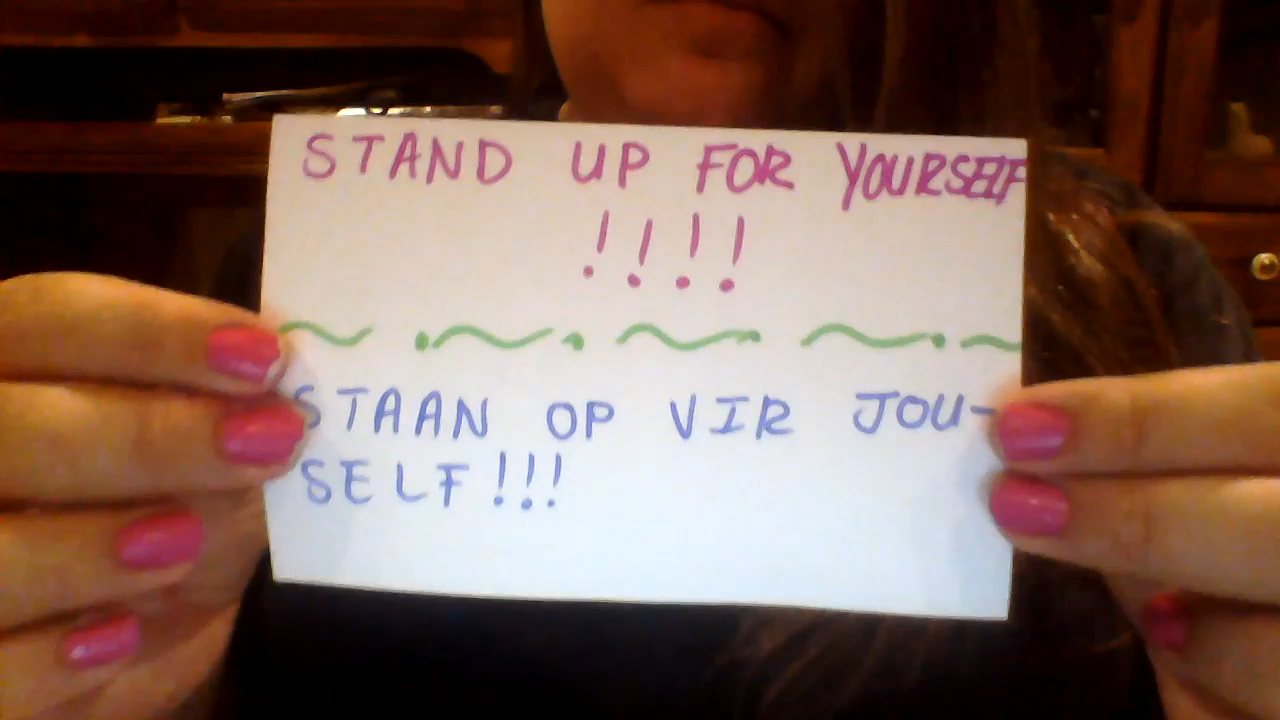 STAND UP FOR YOURSELF
!!!!
STAAN OP VIR JOU-
SELF!!!